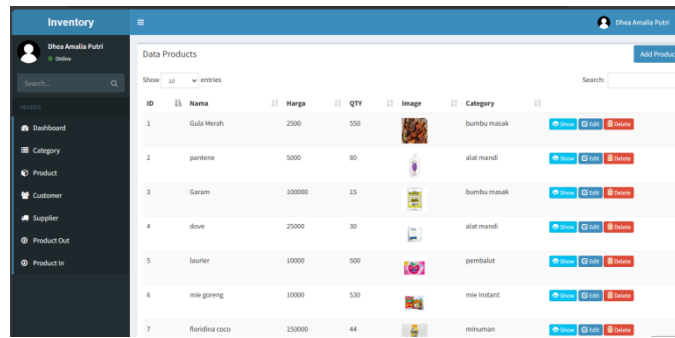 Inventory
Dhea Amalia Putri
Dhea Amalia Putri
Online
Search...
HEADER
Dashboard
Category
Product
Customer
Supplier
Product Out
Product In
Data Products
Add Produc
Show 10 entries
Search:
ID Nama Harga QTY Image Category
1 Gula Merah 2500 550 bumbu masak Show Edit Delete
2 pantene 5000 80 alat mandi Show Edit Delete
3 Garam 100000 15 bumbu masak Show Edit Delete
4 dove 25000 30 alat mandi Show Edit Delete
5 laurier 10000 500 pembalut Show Edit Delete
6 mie goreng 10000 530 mie instant Show Edit Delete
7 floridina coco 150000 44 minuman Show Edit Delete